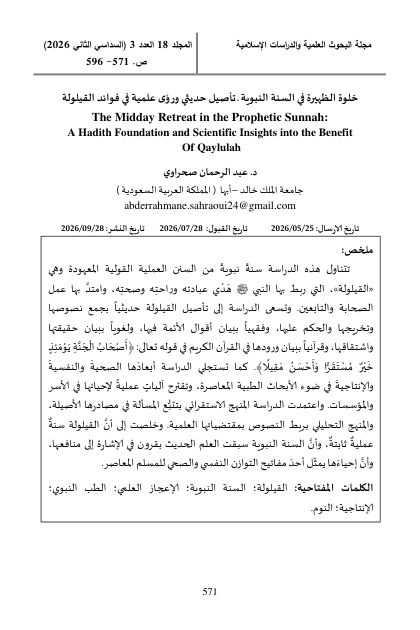 مجلة البحوث العلمية والدراسات الإسلامية
المجلد 18 العدد 3 (السداسي الثاني 2026)
ص. 571- 596
خلوة الظهيرة في السنة النبوية. تأصيل حديثي ورؤى علمية في فوائد القيلولة
The Midday Retreat in the Prophetic Sunnah:
A Hadith Foundation and Scientific Insights into the Benefit
Of Qaylulah
د. عبد الرحمان صحراوي
جامعة الملك خالد –أبها ( المملكة العربية السعودية )
abderrahmane.sahraoui24@gmail.com
تاريخ الارسال: 2026/05/25 تاريخ القبول: 2026/07/28 تاريخ النشر: 2026/09/28
ملخص:
تتناول هذه الدراسة سنةً نبويةً من السنن العملية القولية المعهودة وهي
«القيلولة»، التي ربط بها النبي ﷺ هَدْي عبادته وراحتِه وصحتِه، وامتدَّ بها عمل
الصحابة والتابعين. وتسعى الدراسة إلى تأصيل القيلولة حديثياً بجمع نصوصها
وتخريجها والحكم عليها، وفقهياً ببيان أقوال الأئمة فيها، ولغوياً ببيان حقيقتها
واشتقاقها، وقرآنياً ببيان ورودها في القرآن الكريم في قوله تعالى: ﴿أَصْحَابُ الْجَنَّةِ يَوْمَئِذٍ
خَيْرٌ مُسْتَقَرًّا وَأَحْسَنُ مَقِيلًا﴾. كما تستجلي الدراسة أبعادَها الصحيةَ والنفسيةَ
والإنتاجيةَ في ضوء الأبحاث الطبية المعاصرة، وتقترح آلياتٍ عمليةً لإحيائها في الأسر
والمؤسسات. واعتمدت الدراسة المنهج الاستقرائي بتتبُّع المسألة في مصادرها الأصيلة،
والمنهج التحليلي بربط النصوص بمقتضياتها العلمية. وخلصت إلى أنَّ القيلولة سنةٌ
عمليةٌ ثابتةٌ، وأنَّ السنة النبوية سبقت العلم الحديث بقرون في الإشارة إلى منافعها،
وأنَّ إحياءَها يمثّل أحدَ مفاتيح التوازن النفسي والصحي للمسلم المعاصر.
الكلمات المفتاحية: القيلولة؛ السنة النبوية؛ الإعجاز العلمي؛ الطب النبوي؛
الإنتاجية؛ النوم.
571